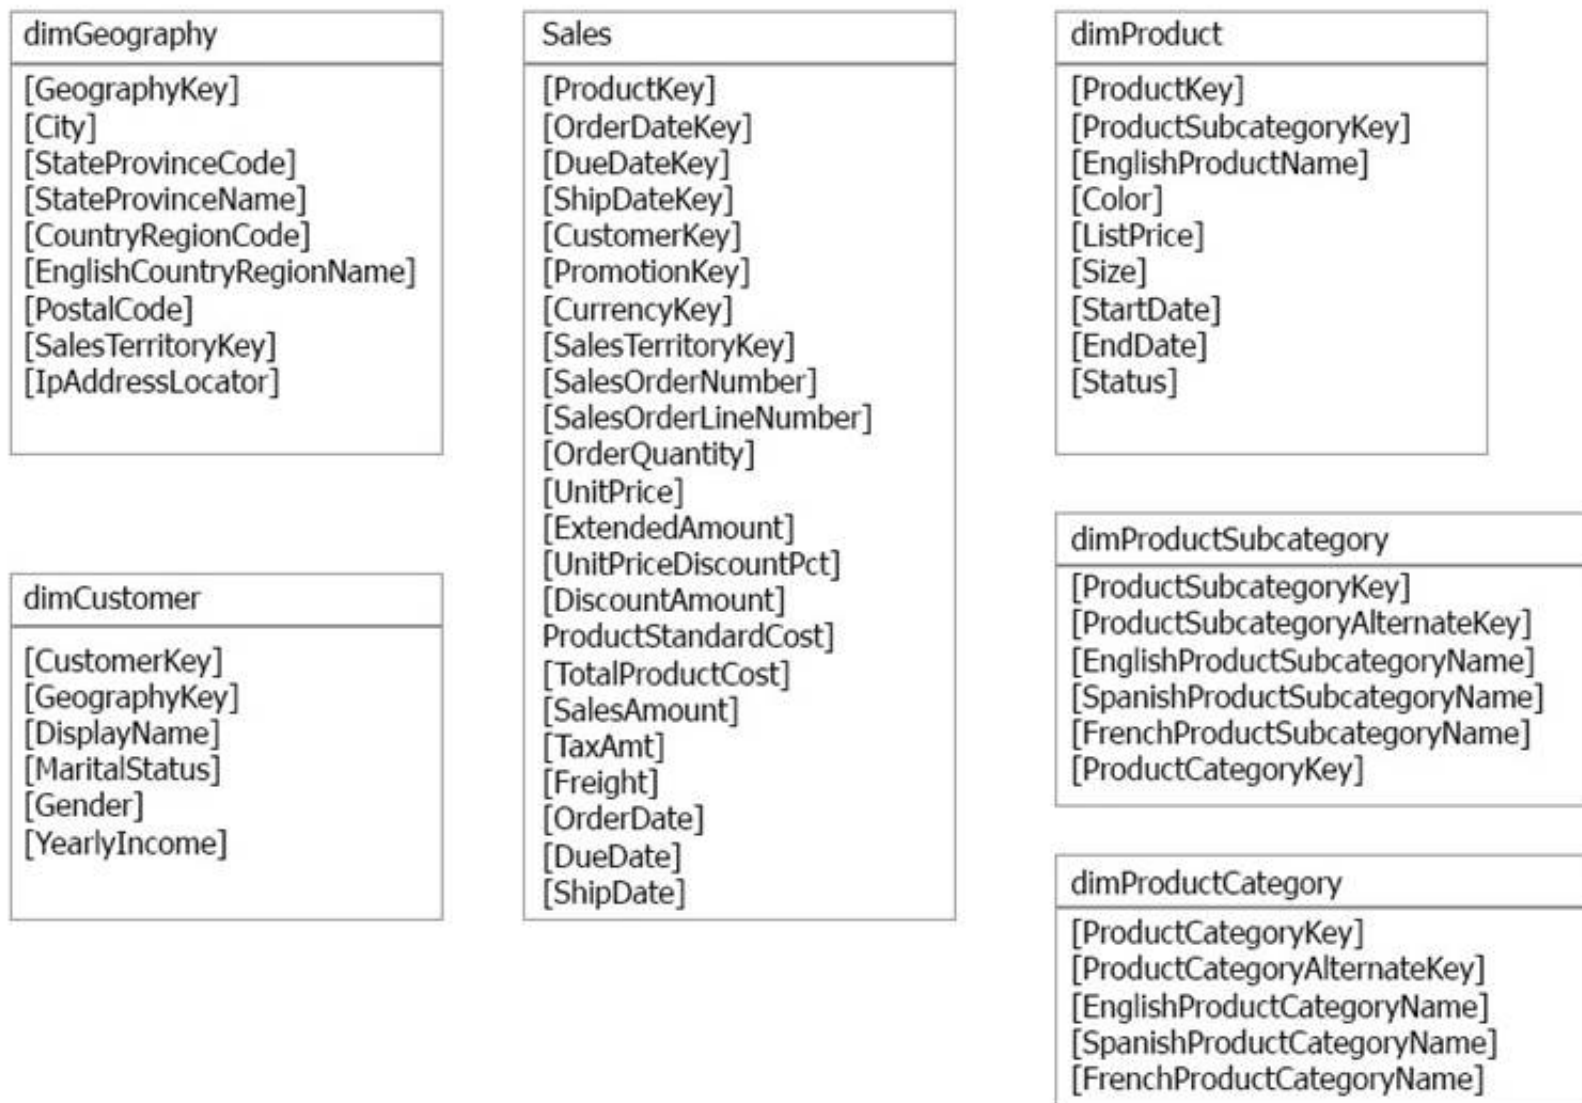 dimGeography
[GeographyKey]
[City]
[StateProvinceCode]
[StateProvinceName]
[CountryRegionCode]
[EnglishCountryRegionName]
[PostalCode]
[SalesTerritoryKey]
[IpAddressLocator]
dimCustomer
[CustomerKey]
[GeographyKey]
[DisplayName]
[MaritalStatus]
[Gender]
[YearlyIncome]
Sales
[ProductKey]
[OrderDateKey]
[DueDateKey]
[ShipDateKey]
[CustomerKey]
[PromotionKey]
[CurrencyKey]
[SalesTerritoryKey]
[SalesOrderNumber]
[SalesOrderLineNumber]
[OrderQuantity]
[UnitPrice]
[ExtendedAmount]
[UnitPriceDiscountPct]
[DiscountAmount]
ProductStandardCost]
[TotalProductCost]
[SalesAmount]
[TaxAmt]
[Freight]
[OrderDate]
[DueDate]
[ShipDate]
dimProduct
[ProductKey]
[ProductSubcategoryKey]
[EnglishProductName]
[Color]
[ListPrice]
[Size]
[StartDate]
[EndDate]
[Status]
dimProductSubcategory
[ProductSubcategoryKey]
[ProductSubcategoryAlternateKey]
[EnglishProductSubcategoryName]
[SpanishProductSubcategoryName]
[FrenchProductSubcategoryName]
[ProductCategoryKey]
dimProductCategory
[ProductCategoryKey]
[ProductCategoryAlternateKey]
[EnglishProductCategoryName]
[SpanishProductCategoryName]
[FrenchProductCategoryName]